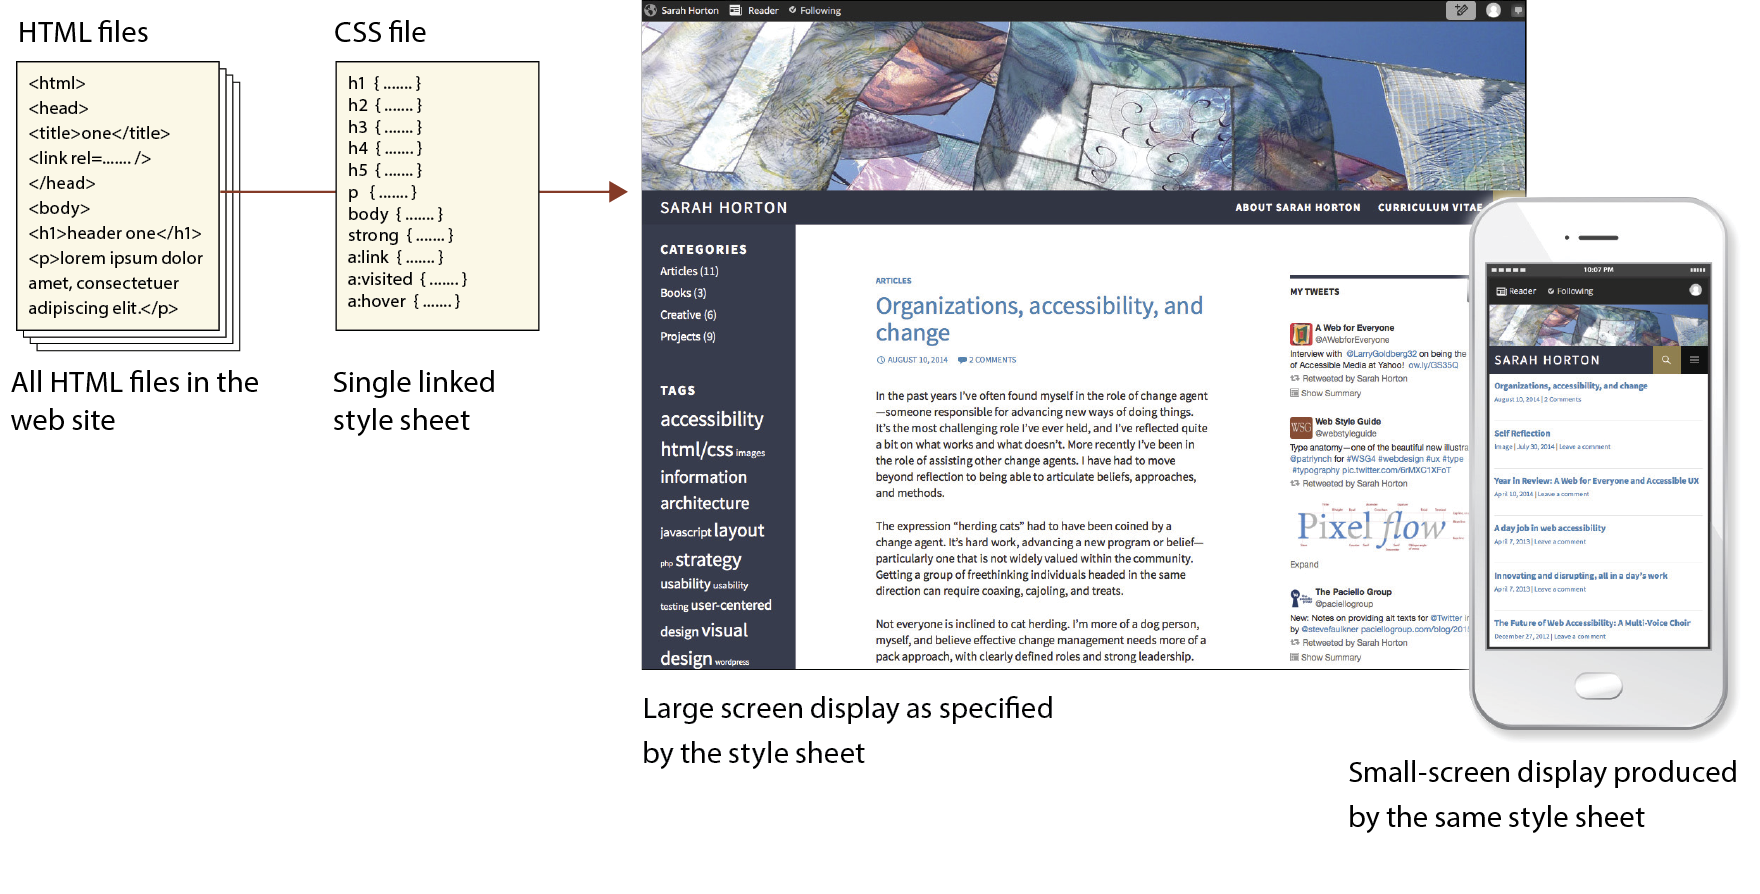 HTML files
<html>
<head>
<title>one</title>
<link rel=....... />
</head>
<body>
<h1>header one</h1>
<p>lorem ipsum dolor
amet, consectetuer
adipiscing elit.</p>
All HTML files in the
web site
CSS file
h1 { ....... }
h2 { ....... }
h3 { ....... }
h4 { ....... }
h5 { ....... }
p { ....... }
body { ....... }
strong { ....... }
a:link { ....... }
a:visited { ....... }
a:hover { ....... }
Single linked
style sheet
Sarah Horton Reader Following
SARAH HORTON ABOUT SARAH HORTON CURRICULUM VITAE
CATEGORIES
Articles (11)
Books (3)
Creative (6)
Projects (9)
TAGS
accessibility
html/css images
information
architecture
javascript layout
php strategy
usability usability
testing user-centered
design visual
design wordpress
ARTICLES
Organizations, accessibility, and
change
AUGUST 10, 2014 2 COMMENTS
In the past years I've often found myself in the role of change agent
—someone responsible for advancing new ways of doing things.
It's the most challenging role I've ever held, and I've reflected quite
a bit on what works and what doesn't. More recently I've been in
the role of assisting other change agents. I have had to move
beyond reflection to being able to articulate beliefs, approaches,
and methods.
The expression “herding cats” had to have been coined by a
change agent. It's hard work, advancing a new program or belief—
particularly one that is not widely valued within the community.
Getting a group of freethinking individuals headed in the same
direction can require coaxing, cajoling, and treats.
Not everyone is inclined to cat herding. I'm more of a dog person,
myself, and believe effective change management needs more of a
pack approach, with clearly defined roles and strong leadership.
MY TWEETS
A Web for Everyone
@AWebforEveryone
Interview with @LarryGoldberg32 on being the
of Accessible Media at Yahoo! ow.ly/GS35Q
Retweeted by Sarah Horton
Show Summary
WSG
Web Style Guide
@webstyleguide
Type anatomy—one of the beautiful new illustra
@patrlynch for #WSG4 #webdesign #ux #type
#typography pic.twitter.com/6rMXC1XFoT
Retweeted by Sarah Horton
Pixel flow
Expand
The Paciello Group
@paciellogroup
New: Notes on providing alt texts for @Twitter
by @stevefaulkner paciellogroup.com/blog/201
Retweeted by Sarah Horton
Show Summary
Large screen display as specified
by the style sheet
10:07 PM
Reader Following
SARAH HORTON
Organizations, accessibility, and change
August 10, 2014 | 2 Comments
Self Reflection
Image | July 30, 2014 | Leave a comment
Year in Review: A Web for Everyone and Accessible UX
April 10, 2014 | Leave a comment
A day job in web accessibility
April 7, 2013 | Leave a comment
Innovating and disrupting, all in a day's work
April 7, 2013 | Leave a comment
The Future of Web Accessibility: A Multi-Voice Choir
December 27, 2012 | Leave a comment
Small-screen display produced
by the same style sheet